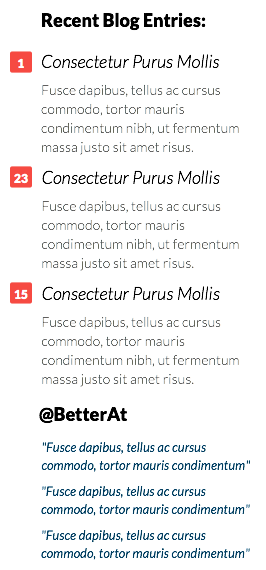 Recent Blog Entries:
1 Consectetur Purus Mollis
Fusce dapibus, tellus ac cursus
commodo, tortor mauris
condimentum nibh, ut fermentum
massa justo sit amet risus.
23 Consectetur Purus Mollis
Fusce dapibus, tellus ac cursus
commodo, tortor mauris
condimentum nibh, ut fermentum
massa justo sit amet risus.
15 Consectetur Purus Mollis
Fusce dapibus, tellus ac cursus
commodo, tortor mauris
condimentum nibh, ut fermentum
massa justo sit amet risus.
@BetterAt
"Fusce dapibus, tellus ac cursus
commodo, tortor mauris condimentum"
"Fusce dapibus, tellus ac cursus
commodo, tortor mauris condimentum"
"Fusce dapibus, tellus ac cursus
commodo, tortor mauris condimentum"